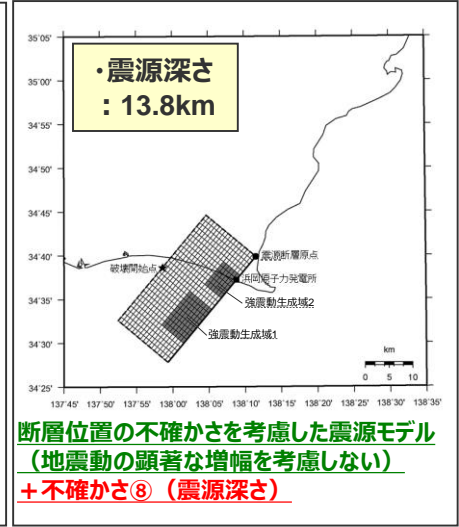 ・震源深さ
：13.8km
35°05'
35°00'
34°55'
34°50'
34°45'
34°40'
34°35'
34°30'
34°25'
震源断層原点
破壊開始点
浜岡原子力発電所
強震動生成域2
強震動生成域1
km
0 5 10
137°45' 137°50' 137°55' 138°00' 138°05' 138°10' 138°15' 138°20' 138°25' 138°30' 138°35'
断層位置の不確かさを考慮した震源モデル
（地震動の顕著な増幅を考慮しない）
＋不確かさ⑧（震源深さ）